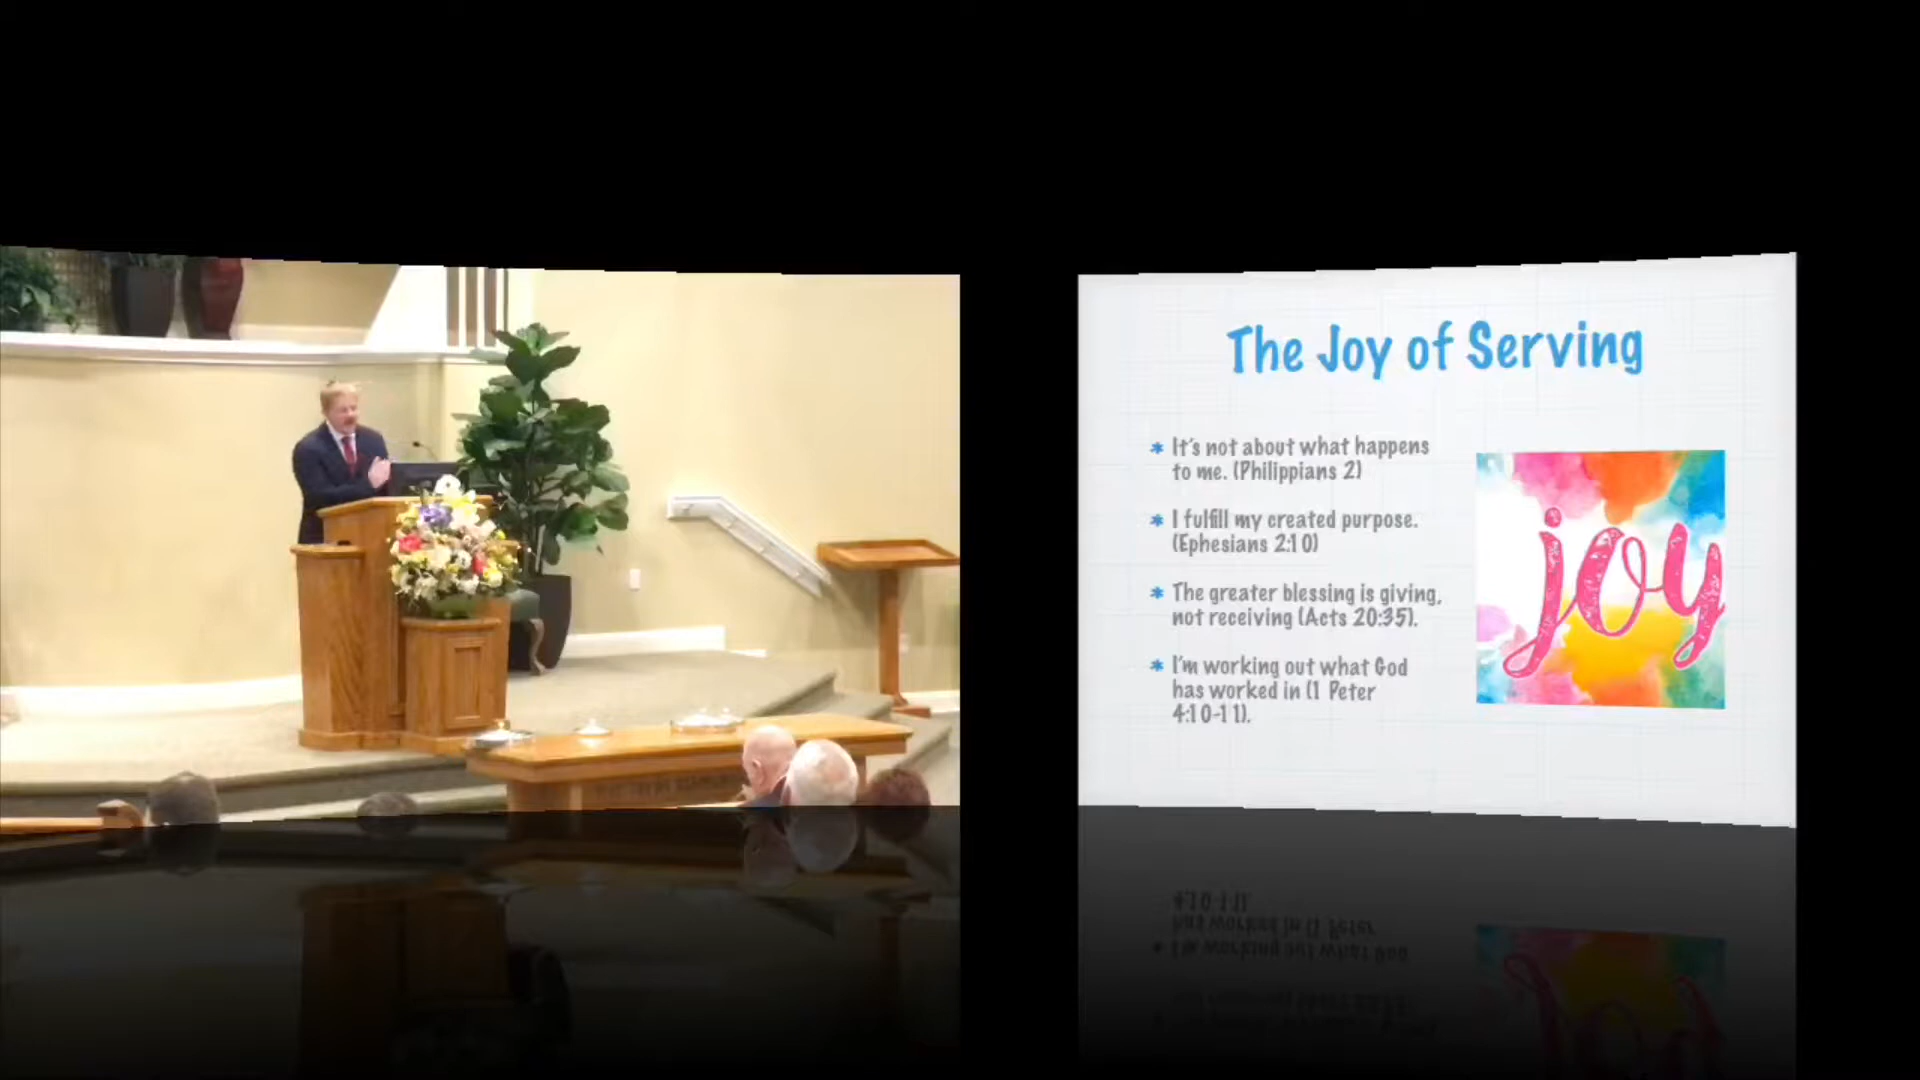 The Joy of Serving
* It's not about what happens
to me. (Philippians 2)
* I fulfill my created purpose.
(Ephesians 2:10)
* The greater blessing is giving,
not receiving (Acts 20:35).
* I'm working out what God
has worked in (1 Peter
4:10-11).
joy